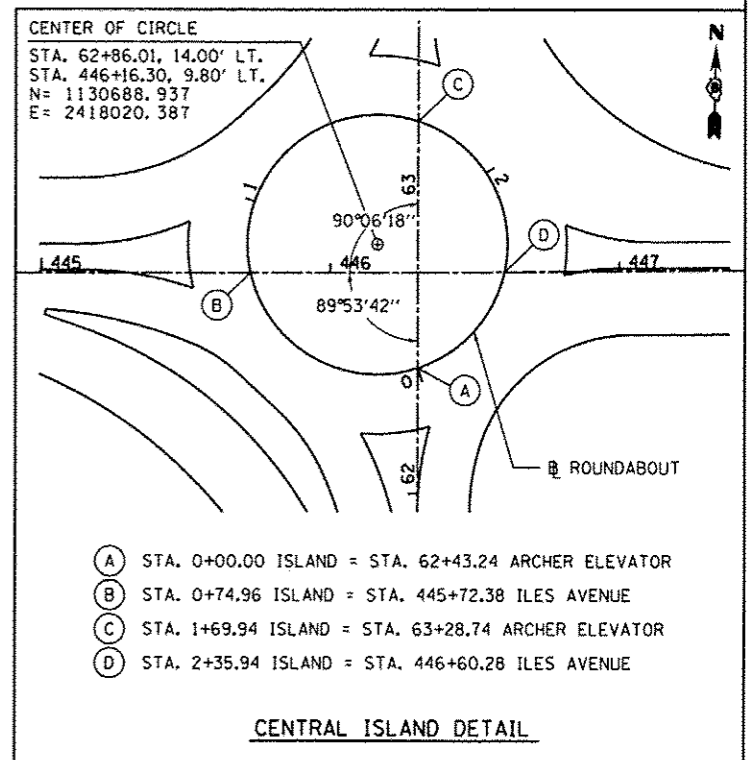 CENTER OF CIRCLE
STA. 62+86.01, 14.00' LT.
STA. 446+16.30, 9.80' LT.
N= 1130688.937
E= 2418020.387
N
C
1
2
63
90°06'18''
D
445
446
447
B
89°53'42''
0
A
62
B ROUNDABOUT
A STA. 0+00.00 ISLAND = STA. 62+43.24 ARCHER ELEVATOR
B STA. 0+74.96 ISLAND = STA. 445+72.38 ILES AVENUE
C STA. 1+69.94 ISLAND = STA. 63+28.74 ARCHER ELEVATOR
D STA. 2+35.94 ISLAND = STA. 446+60.28 ILES AVENUE
CENTRAL ISLAND DETAIL